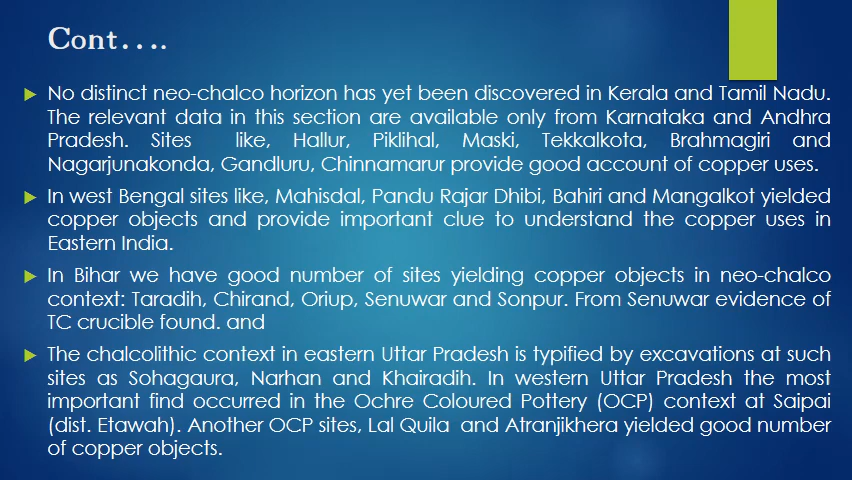 Cont....
No distinct neo-chalco horizon has yet been discovered in Kerala and Tamil Nadu.
The relevant data in this section are available only from Karnataka and Andhra
Pradesh. Sites like, Hallur, Piklihal, Maski, Tekkalkota, Brahmagiri and
Nagarjunakonda, Gandluru, Chinnamarur provide good account of copper uses.
In west Bengal sites like, Mahisdal, Pandu Rajar Dhibi, Bahiri and Mangalkot yielded
copper objects and provide important clue to understand the copper uses in
Eastern India.
In Bihar we have good number of sites yielding copper objects in neo-chalco
context: Taradih, Chirand, Oriup, Senuwar and Sonpur. From Senuwar evidence of
TC crucible found. and
The chalcolithic context in eastern Uttar Pradesh is typified by excavations at such
sites as Sohagaura, Narhan and Khairadih. In western Uttar Pradesh the most
important find occurred in the Ochre Coloured Pottery (OCP) context at Saipai
(dist. Etawah). Another OCP sites, Lal Quila and Atranjikhera yielded good number
of copper objects.